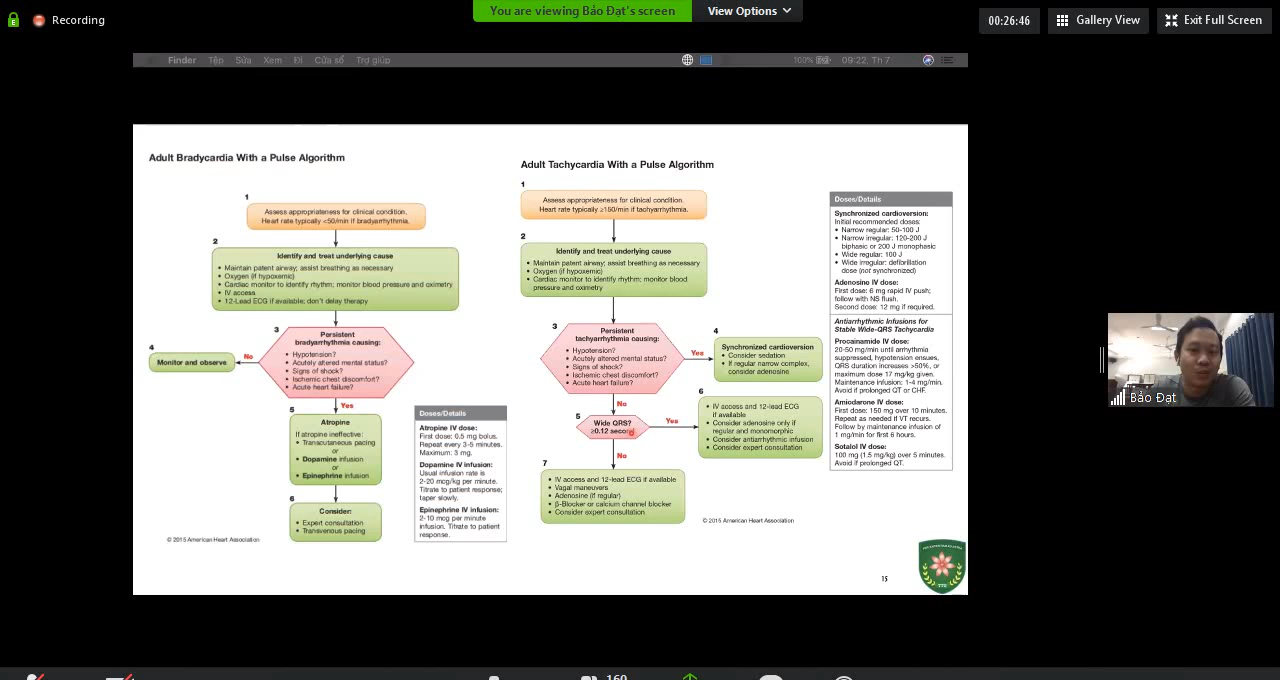 Recording
You are viewing Bảo Đạt's screen
View Options
00:26:46
Gallery View
Exit Full Screen
Finder Tệp Sửa Xem Đi Cửa sổ Trợ giúp
100%
09:22, Th 7
Adult Bradycardia With a Pulse Algorithm
1
Assess appropriateness for clinical condition.
Heart rate typically <50/min if bradyarrhythmia.
2
Identify and treat underlying cause
• Maintain patent airway; assist breathing as necessary
• Oxygen (if hypoxemic)
• Cardiac monitor to identify rhythm; monitor blood pressure and oximetry
• IV access
• 12-Lead ECG if available; don't delay therapy
3
Persistent
bradyarrhythmia causing:
• Hypotension?
• Acutely altered mental status?
• Signs of shock?
• Ischemic chest discomfort?
• Acute heart failure?
No
4
Monitor and observe
Yes
5
Atropine
If atropine ineffective:
• Transcutaneous pacing
or
• Dopamine infusion
or
• Epinephrine infusion
6
Consider:
• Expert consultation
• Transvenous pacing
Doses/Details
Atropine IV dose:
First dose: 0.5 mg bolus.
Repeat every 3-5 minutes.
Maximum: 3 mg.
Dopamine IV infusion:
Usual infusion rate is
2-20 mcg/kg per minute.
Titrate to patient response;
taper slowly.
Epinephrine IV infusion:
2-10 mcg per minute
infusion. Titrate to patient
response.
© 2015 American Heart Association
Adult Tachycardia With a Pulse Algorithm
1
Assess appropriateness for clinical condition.
Heart rate typically ≥150/min if tachyarrhythmia.
2
Identify and treat underlying cause
• Maintain patent airway; assist breathing as necessary
• Oxygen (if hypoxemic)
• Cardiac monitor to identify rhythm; monitor blood
pressure and oximetry
3
Persistent
tachyarrhythmia causing:
• Hypotension?
• Acutely altered mental status?
• Signs of shock?
• Ischemic chest discomfort?
• Acute heart failure?
Yes
4
Synchronized cardioversion
• Consider sedation
• If regular narrow complex,
consider adenosine
No
5
Wide QRS?
≥0.12 second
Yes
6
• IV access and 12-lead ECG
if available
• Consider adenosine only if
regular and monomorphic
• Consider antiarrhythmic infusion
• Consider expert consultation
No
7
• IV access and 12-lead ECG if available
• Vagal maneuvers
• Adenosine (if regular)
• β-Blocker or calcium channel blocker
• Consider expert consultation
© 2015 American Heart Association
Doses/Details
Synchronized cardioversion:
Initial recommended doses:
• Narrow regular: 50-100 J
• Narrow irregular: 120-200 J
biphasic or 200 J monophasic
• Wide regular: 100 J
• Wide irregular: defibrillation
dose (not synchronized)
Adenosine IV dose:
First dose: 6 mg rapid IV push;
follow with NS flush.
Second dose: 12 mg if required.
Antiarrhythmic Infusions for
Stable Wide-QRS Tachycardia
Procainamide IV dose:
20-50 mg/min until arrhythmia
suppressed, hypotension ensues,
QRS duration increases >50%, or
maximum dose 17 mg/kg given.
Maintenance infusion: 1-4 mg/min.
Avoid if prolonged QT or CHF.
Amiodarone IV dose:
First dose: 150 mg over 10 minutes.
Repeat as needed if VT recurs.
Follow by maintenance infusion of
1 mg/min for first 6 hours.
Sotalol IV dose:
100 mg (1.5 mg/kg) over 5 minutes.
Avoid if prolonged QT.
15
Bảo Đạt
160